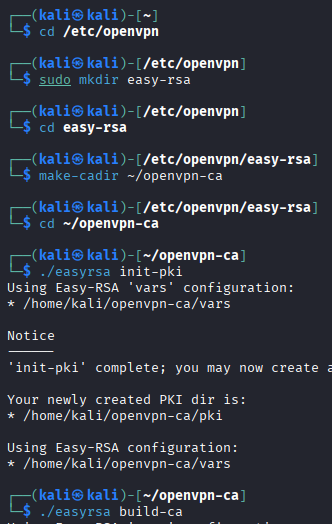 ┌──(kali㉿kali)-[~]
└─$ cd /etc/openvpn
┌──(kali㉿kali)-[/etc/openvpn]
└─$ sudo mkdir easy-rsa
┌──(kali㉿kali)-[/etc/openvpn]
└─$ cd easy-rsa
┌──(kali㉿kali)-[/etc/openvpn/easy-rsa]
└─$ make-cadir ~/openvpn-ca
┌──(kali㉿kali)-[/etc/openvpn/easy-rsa]
└─$ cd ~/openvpn-ca
┌──(kali㉿kali)-[~/openvpn-ca]
└─$ ./easyrsa init-pki
Using Easy-RSA 'vars' configuration:
* /home/kali/openvpn-ca/vars
Notice
------
'init-pki' complete; you may now create a
Your newly created PKI dir is:
* /home/kali/openvpn-ca/pki
Using Easy-RSA configuration:
* /home/kali/openvpn-ca/vars
┌──(kali㉿kali)-[~/openvpn-ca]
└─$ ./easyrsa build-ca